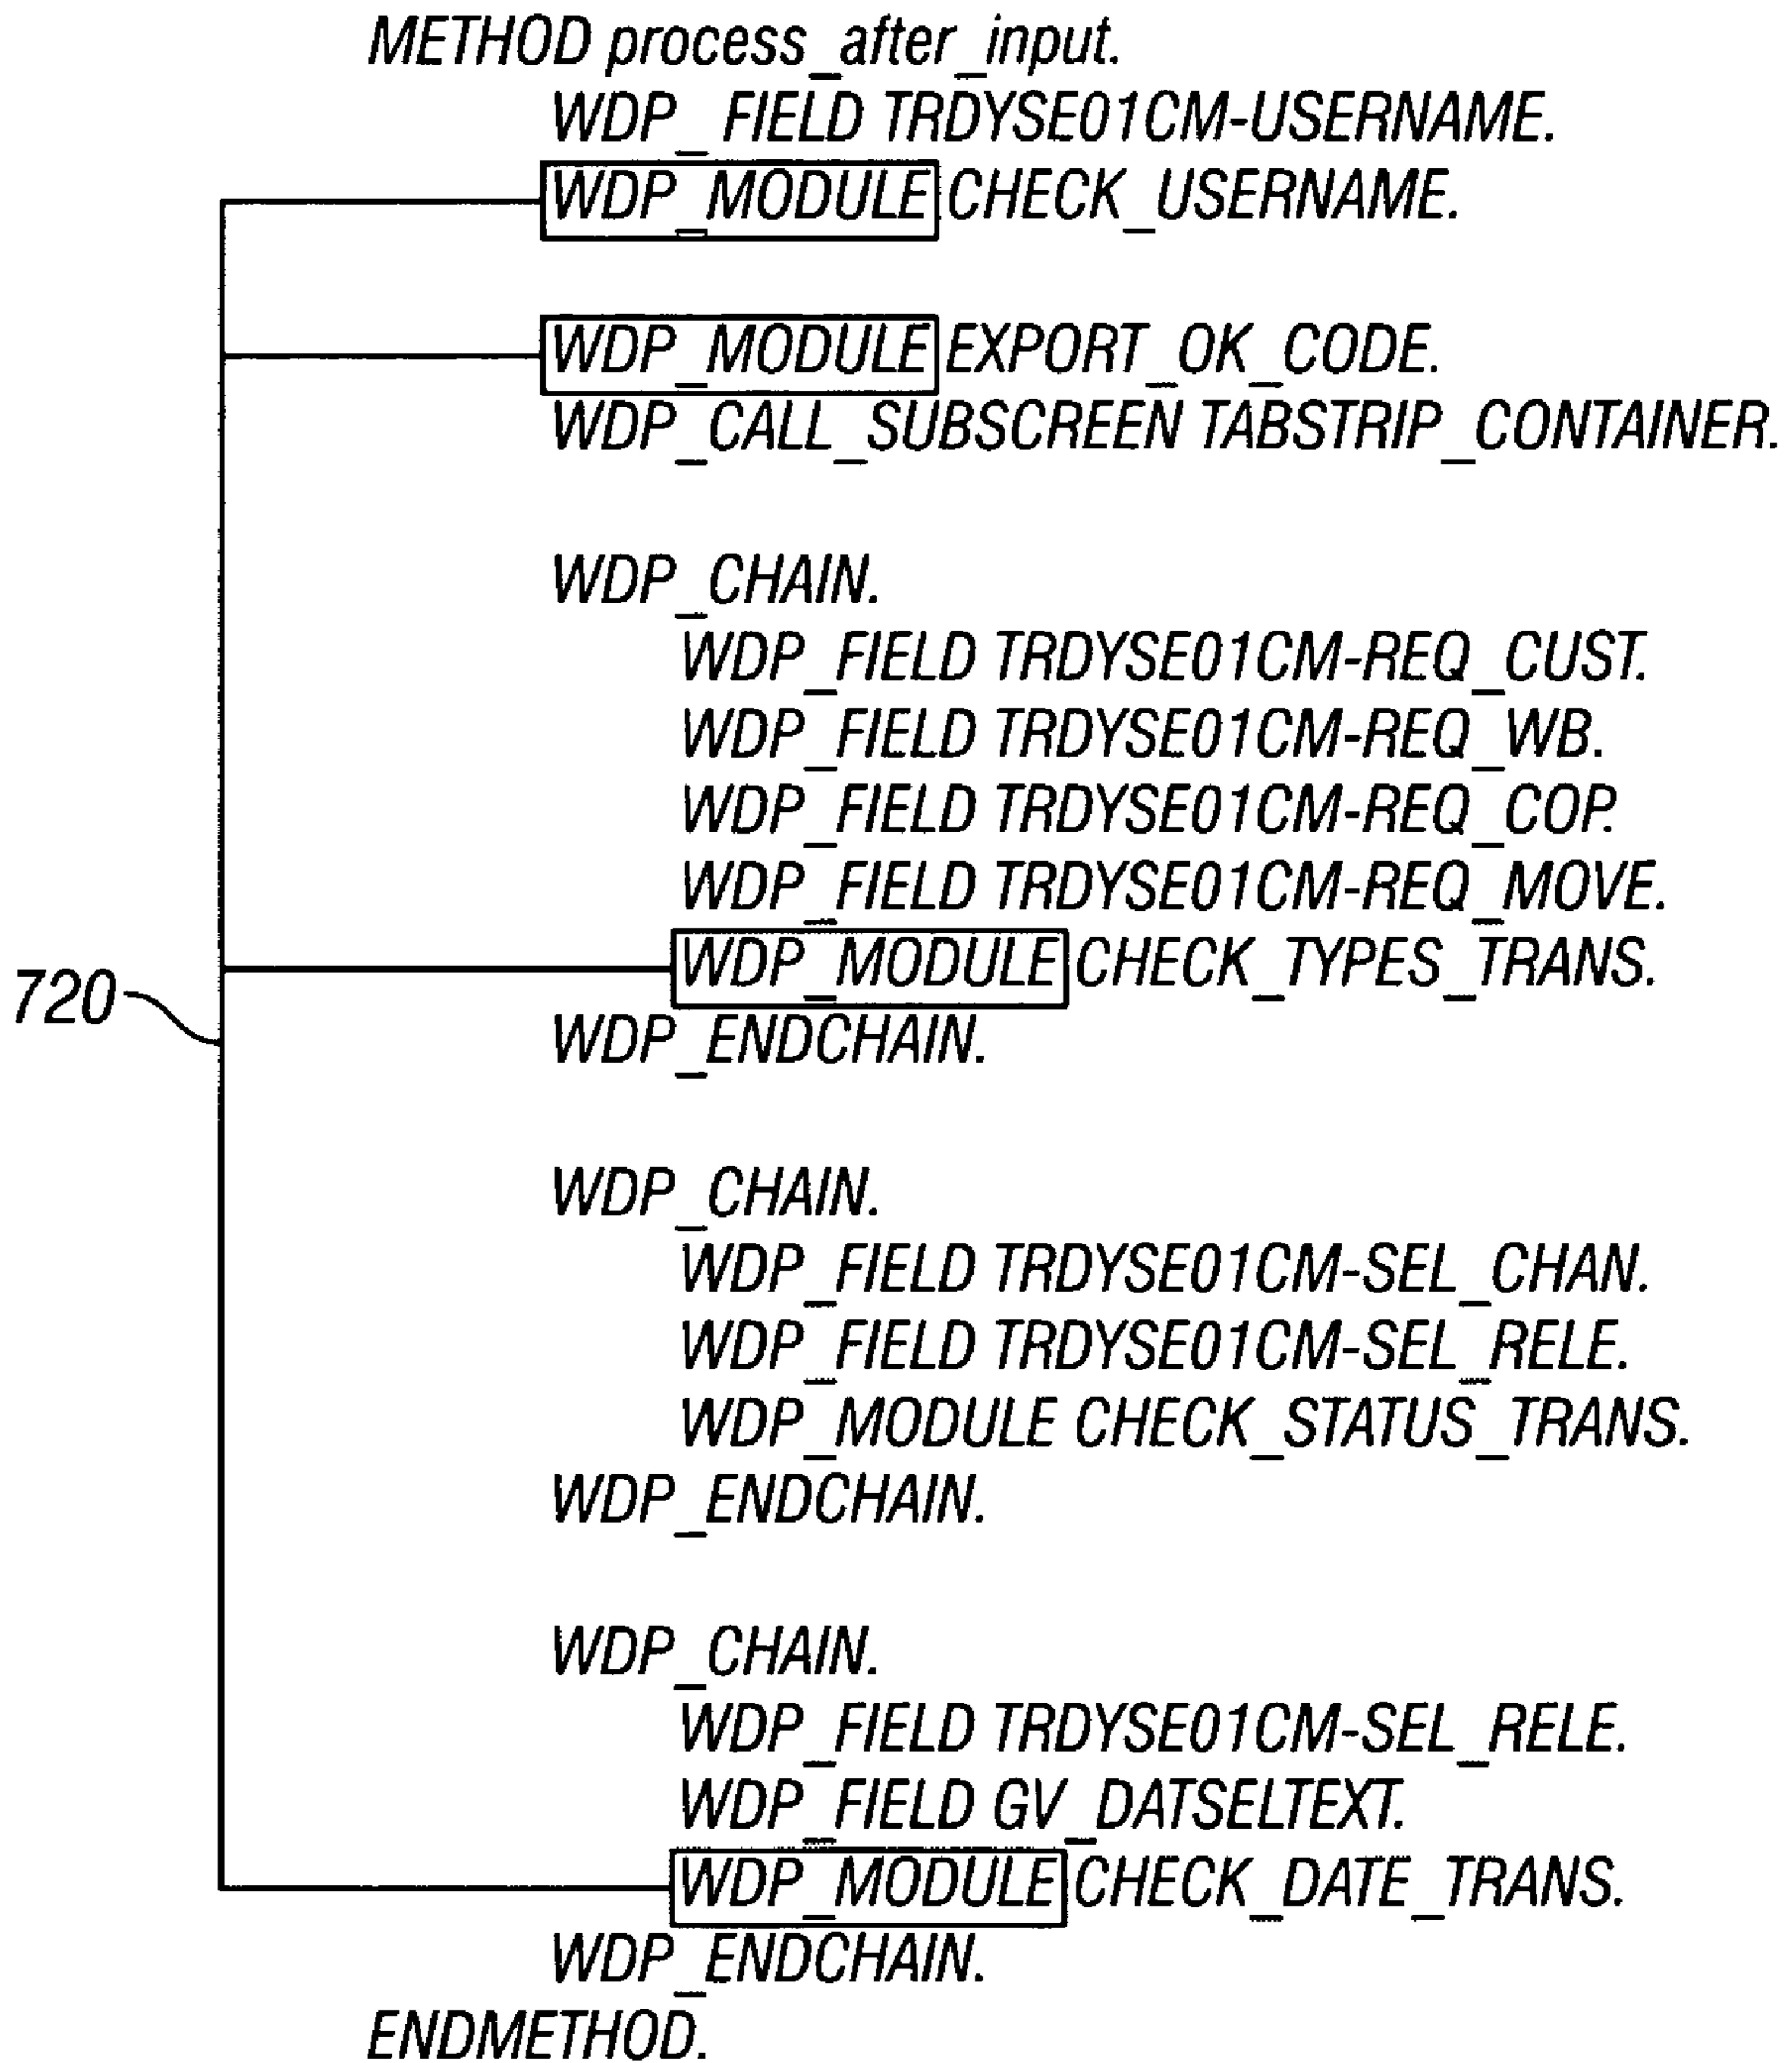 METHOD process_after_input.
WDP_ FIELD TRDYSE01CM-USERNAME.
WDP_MODULE CHECK_USERNAME.
WDP_MODULE EXPORT_OK_CODE.
WDP_CALL_SUBSCREEN TABSTRIP_CONTAINER.
WDP_CHAIN.
WDP_FIELD TRDYSE01CM-REQ_CUST.
WDP_FIELD TRDYSE01CM-REQ_WB.
WDP_FIELD TRDYSE01CM-REQ_COP.
WDP_FIELD TRDYSE01CM-REQ_MOVE.
WDP_MODULE CHECK_TYPES_TRANS.
720
WDP_ENDCHAIN.
WDP_CHAIN.
WDP_FIELD TRDYSE01CM-SEL_CHAN.
WDP_FIELD TRDYSE01CM-SEL_RELE.
WDP_MODULE CHECK_STATUS_TRANS.
WDP_ENDCHAIN.
WDP_CHAIN.
WDP_FIELD TRDYSE01CM-SEL_RELE.
WDP_FIELD GV_DATSELTEXT.
WDP_MODULE CHECK_DATE_TRANS.
WDP_ENDCHAIN.
ENDMETHOD.